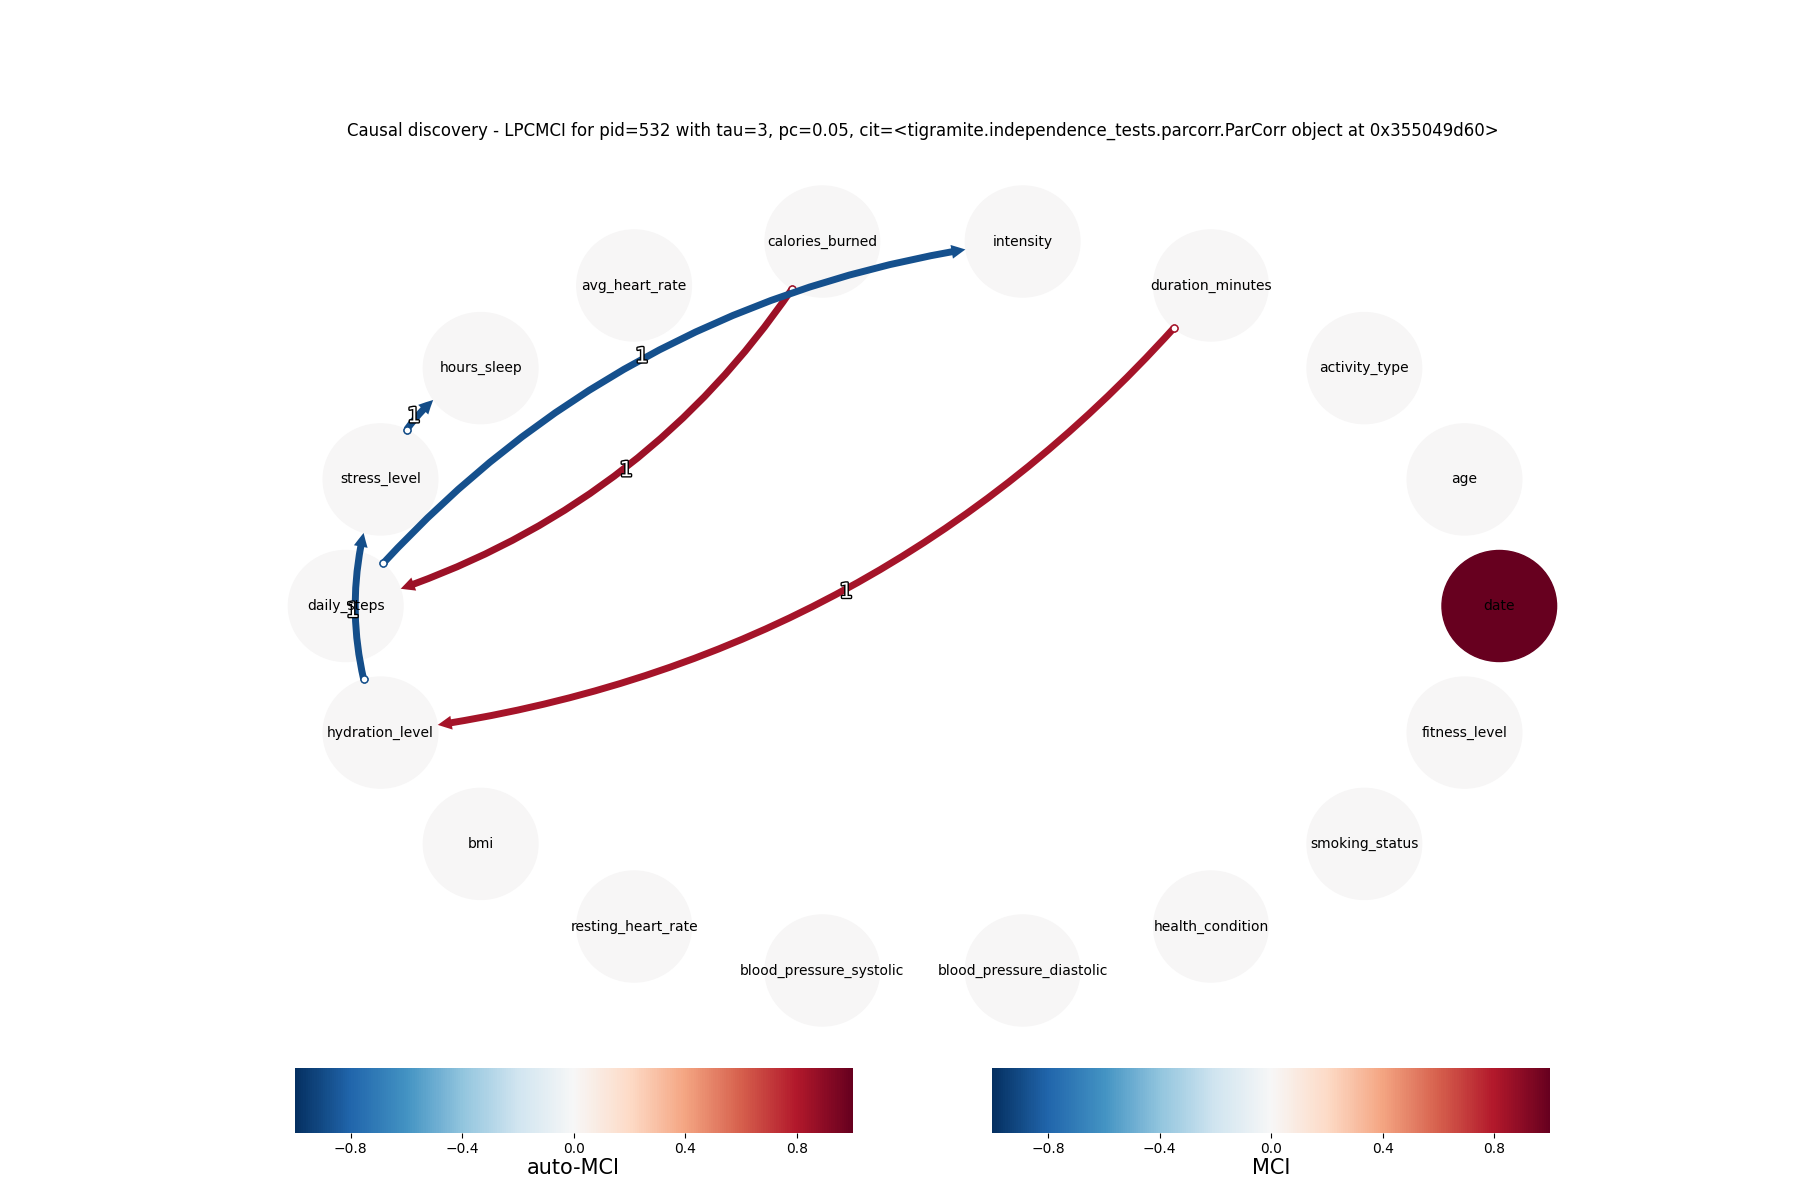 Causal discovery - LPCMCI for pid=532 with tau=3, pc=0.05, cit=<tigramite.independence_tests.parcorr.ParCorr object at 0x355049d60>
calories_burned
intensity
avg_heart_rate
duration_minutes
1
hours_sleep
activity_type
1
1
stress_level
age
daily_steps
1
1
date
hydration_level
fitness_level
bmi
smoking_status
resting_heart_rate
health_condition
blood_pressure_systolic
blood_pressure_diastolic
−0.8 −0.4 0.0 0.4 0.8
auto-MCI
−0.8 −0.4 0.0 0.4 0.8
MCI